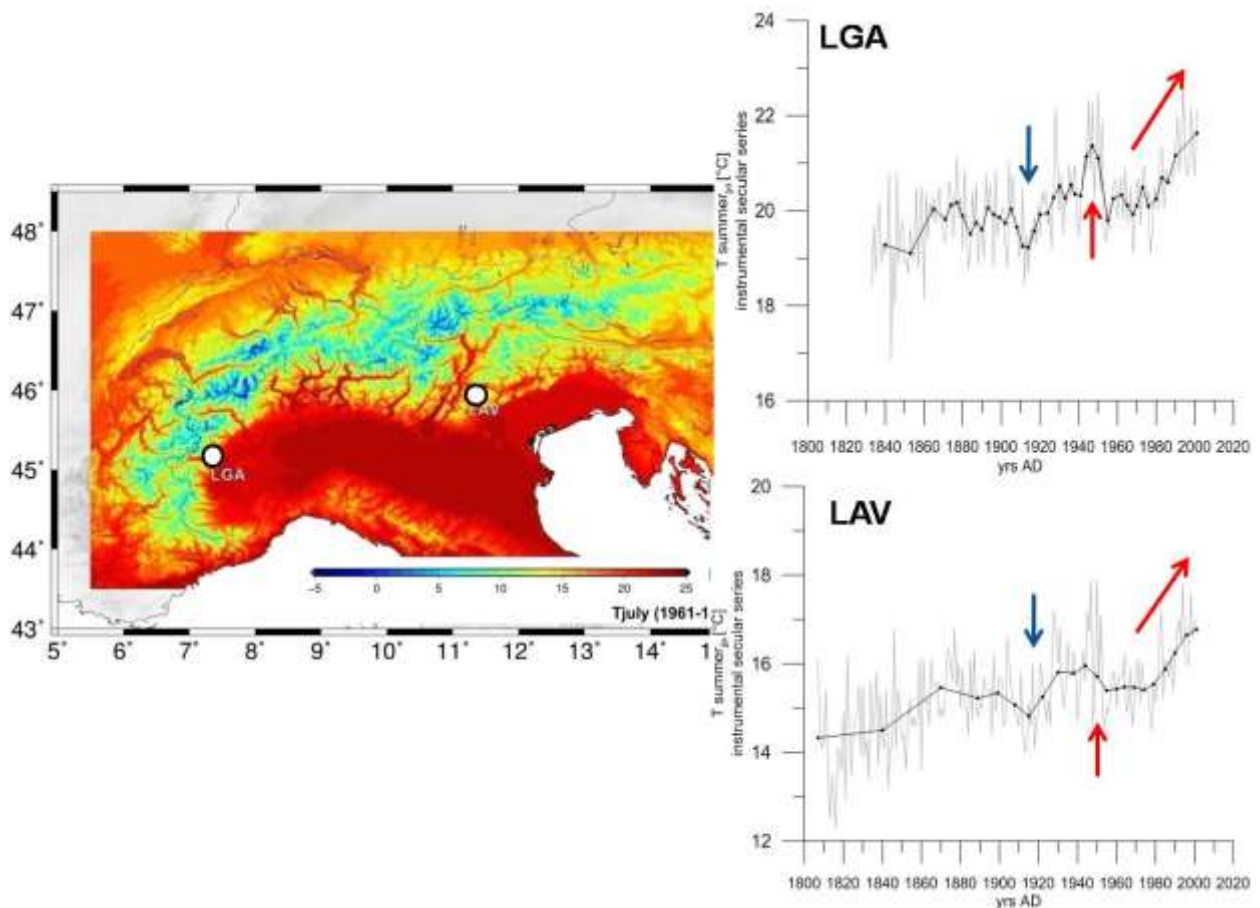 48˚
47˚
46˚
45˚
44˚
43˚
5˚ 6˚ 7˚ 8˚ 9˚ 10˚ 11˚ 12˚ 13˚ 14˚
LGA
LAV
-5 0 5 10 15 20 25
Tjuly (1961-1
LGA
T summer [°C]
instrumental secular series
24
22
20
18
16
1800 1820 1840 1860 1880 1900 1920 1940 1960 1980 2000 2020
yrs AD
LAV
T summer [°C]
instrumental secular series
20
18
16
14
12
1800 1820 1840 1860 1880 1900 1920 1940 1960 1980 2000 2020
yrs AD